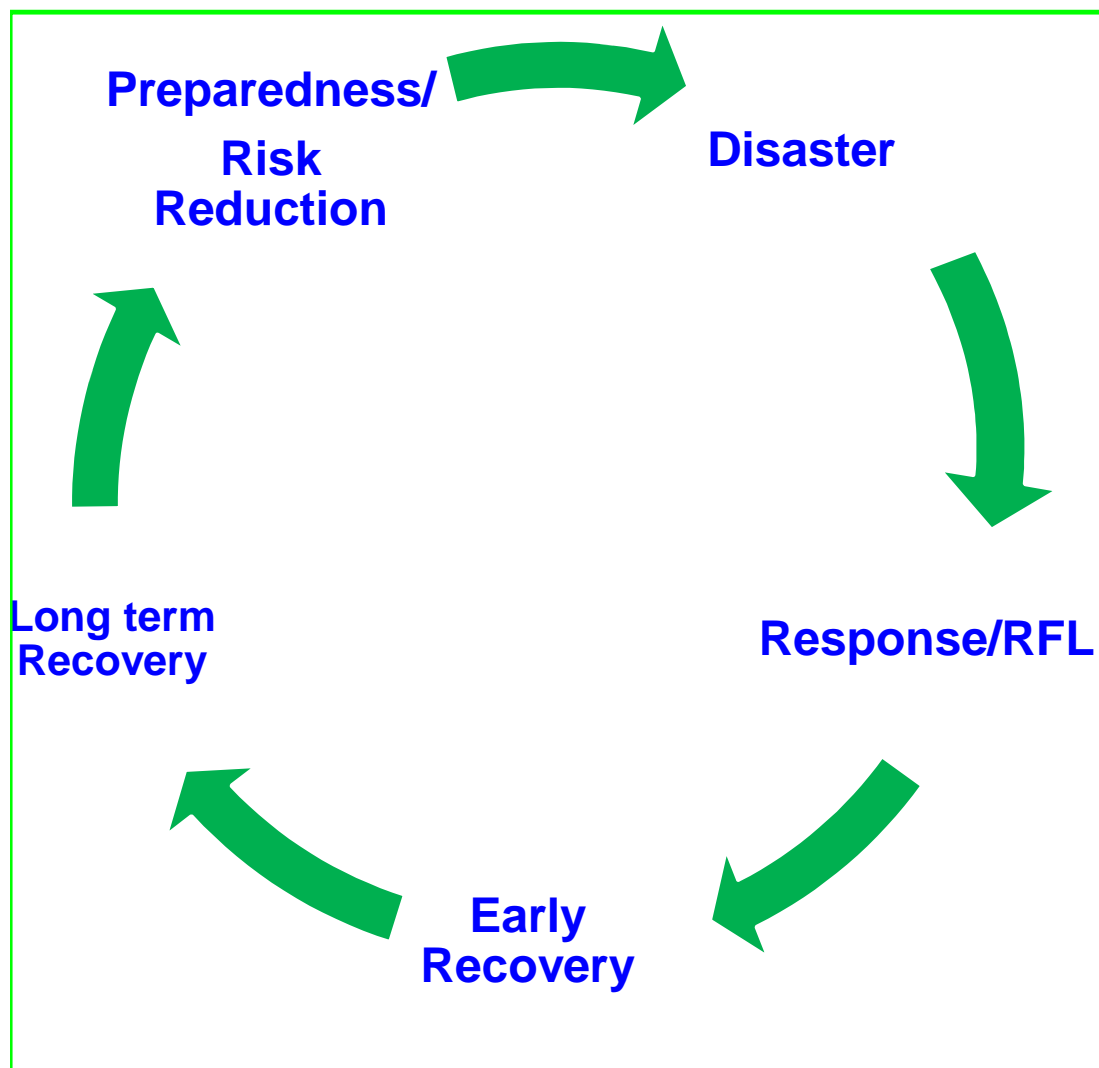 Preparedness/
Risk
Reduction
Disaster
Response/RFL
Early
Recovery
Long term
Recovery